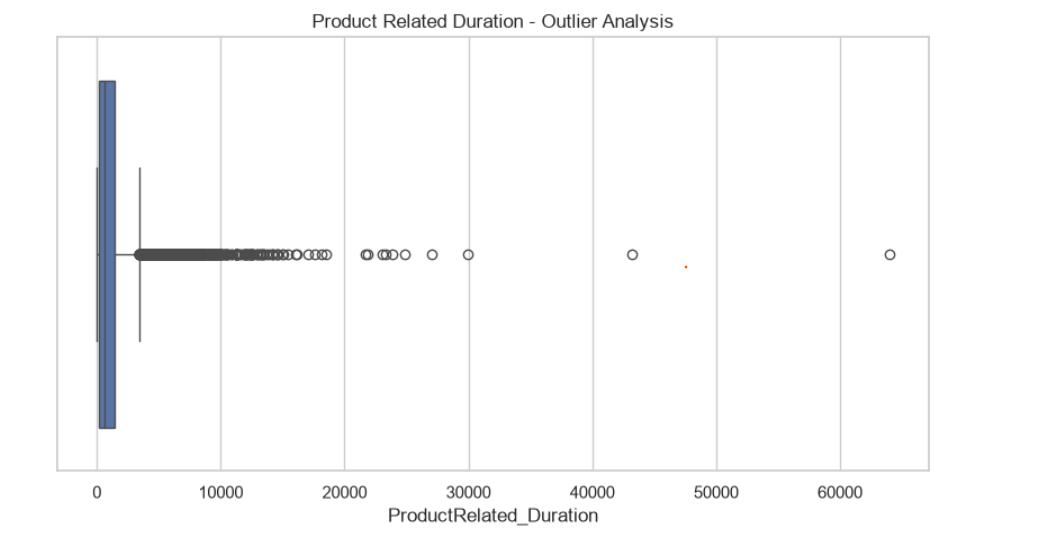 Product Related Duration - Outlier Analysis
0 10000 20000 30000 40000 50000 60000
ProductRelated_Duration